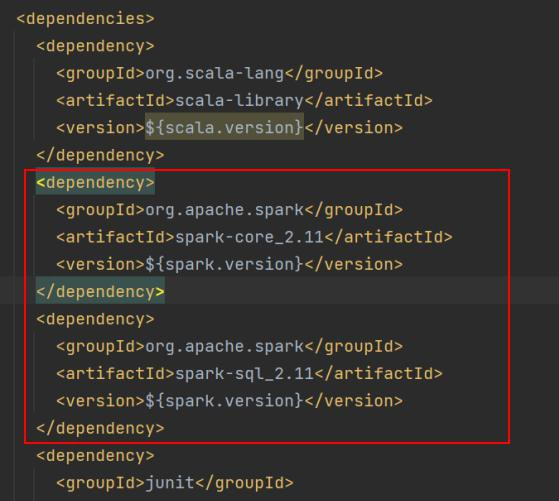 <dependencies>
<dependency>
<groupId>org.scala-lang</groupId>
<artifactId>scala-library</artifactId>
<version>${scala.version}</version>
</dependency>
<dependency>
<groupId>org.apache.spark</groupId>
<artifactId>spark-core_2.11</artifactId>
<version>${spark.version}</version>
</dependency>
<dependency>
<groupId>org.apache.spark</groupId>
<artifactId>spark-sql_2.11</artifactId>
<version>${spark.version}</version>
</dependency>
<dependency>
<groupId>junit</groupId>